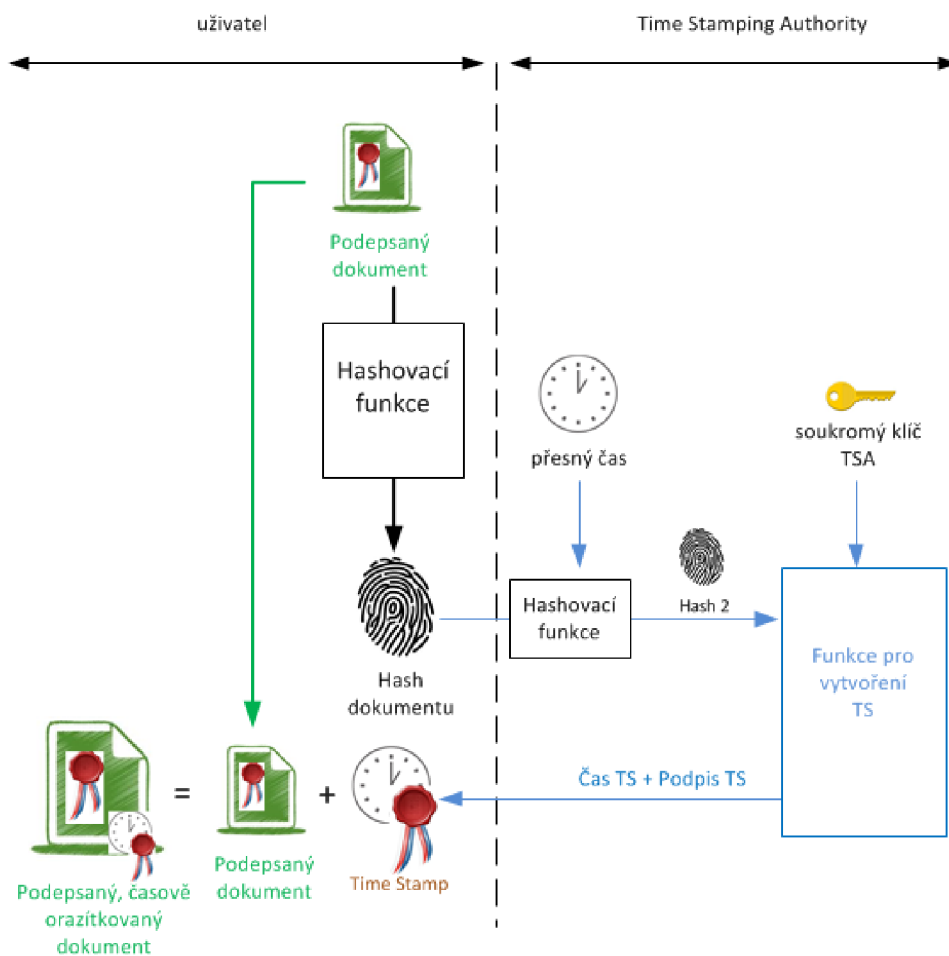 uživatel
Time Stamping Authority
Podepsaný
dokument
Hashovací
funkce
přesný čas
soukromý klíč
TSA
Hash 2
Hashovací
funkce
Funkce pro
vytvoření
TS
Hash
dokumentu
Čas TS + Podpis TS
=
+
Podepsaný
dokument
Time Stamp
Podepsaný, časově
orazítkovaný
dokument